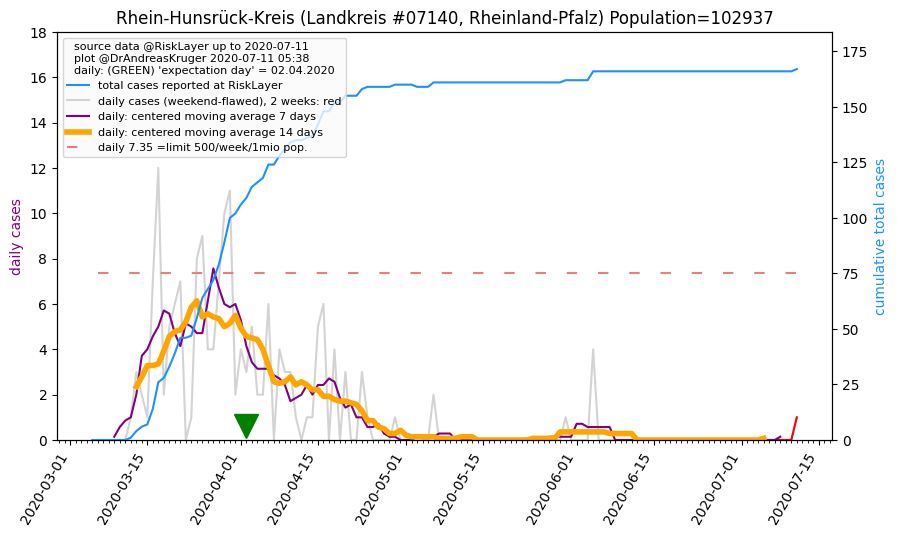 Rhein-Hunsrück-Kreis (Landkreis #07140, Rheinland-Pfalz) Population=102937
source data @RiskLayer up to 2020-07-11
plot @DrAndreasKruger 2020-07-11 05:38
daily: (GREEN) 'expectation day' = 02.04.2020
total cases reported at RiskLayer
daily cases (weekend-flawed), 2 weeks: red
daily: centered moving average 7 days
daily: centered moving average 14 days
daily 7.35 =limit 500/week/1mio pop.
daily cases
18
16
14
12
10
8
6
4
2
0
cumulative total cases
175
150
125
100
75
50
25
0
2020-03-01
2020-03-15
2020-04-01
2020-04-15
2020-05-01
2020-05-15
2020-06-01
2020-06-15
2020-07-01
2020-07-15